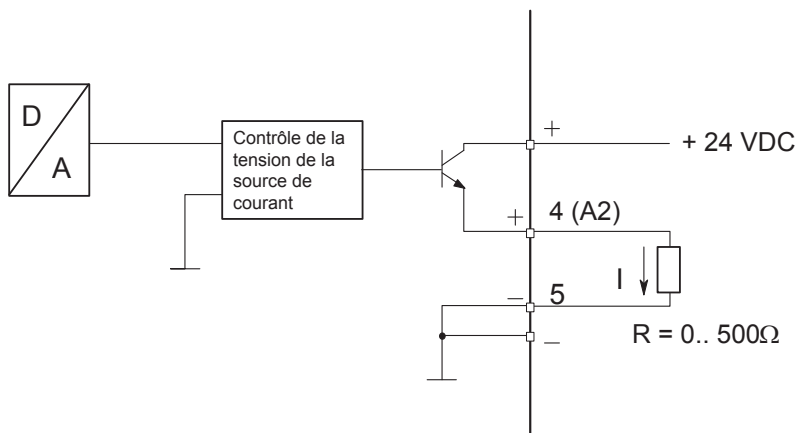 D
A
Contrôle de la
tension de la
source de
courant
+
+ 24 VDC
+
4 (A2)
I
–
5
–
R = 0.. 500Ω